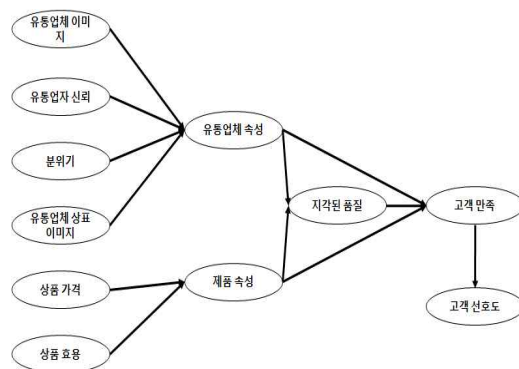 유통업체 이미
지
유통업자 신뢰
유통업체 속성
분위기
지각된 품질
고객 만족
유통업체 상표
이미지
제품 속성
상품 가격
고객 선호도
상품 효용